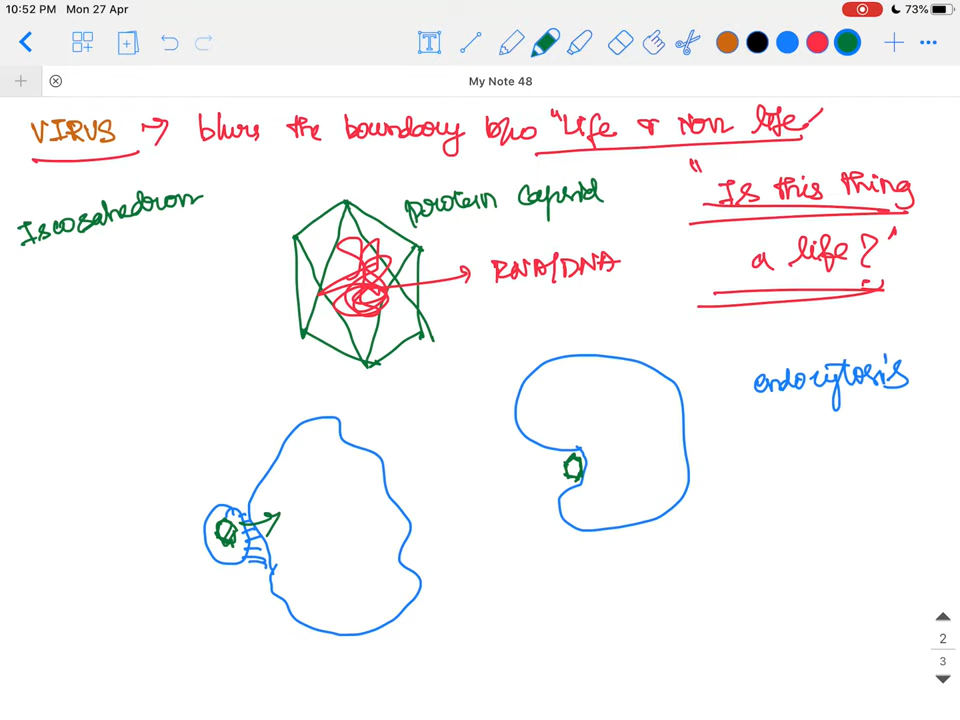 10:52 PM Mon 27 Apr
73%
My Note 48
VIRUS → blurs the boundary b/w "Life & Non life"
"Is this thing
a life?"
Iscosahedron
protein capsid
RNA/DNA
endocytosis
2
3